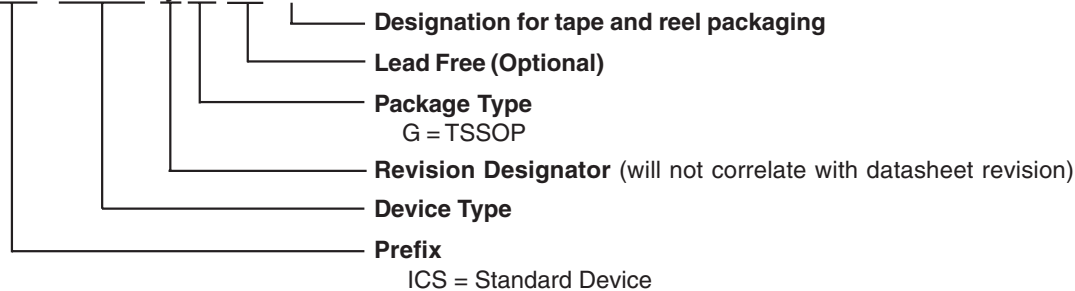 Designation for tape and reel packaging
Lead Free (Optional)
Package Type
G = TSSOP
Revision Designator (will not correlate with datasheet revision)
Device Type
Prefix
ICS = Standard Device